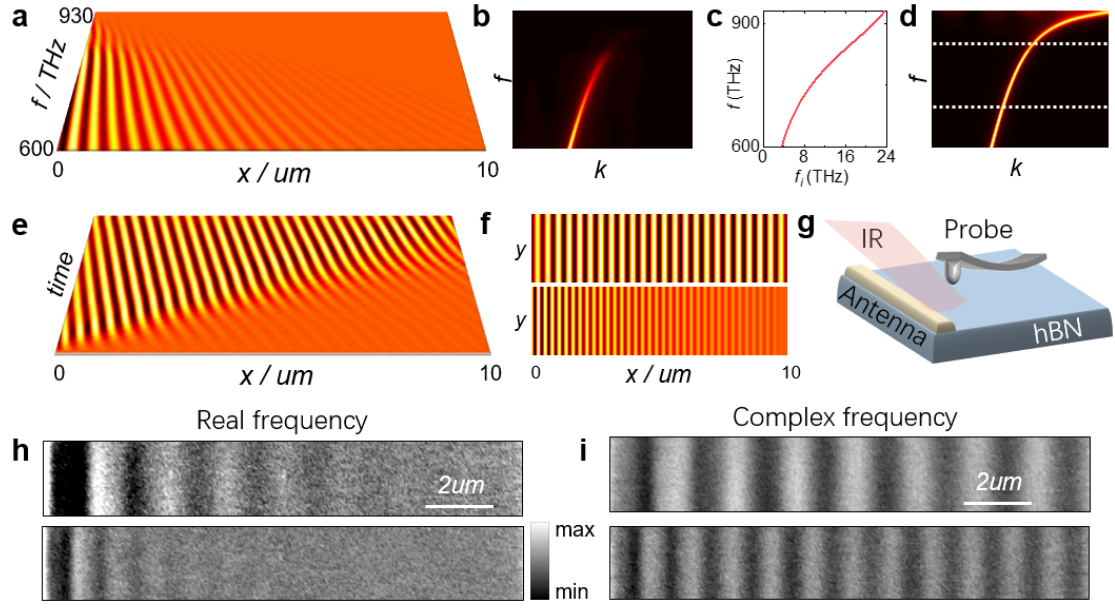 a
930
f / THz
600
0
x / um
10
b
f
k
c
900
f (THz)
600
0
8
16
24
f_i (THz)
d
f
k
e
time
0
x / um
10
f
y
y
0
x / um
10
g
IR
Probe
Antenna
hBN
Real frequency
h
2um
max
min
Complex frequency
i
2um